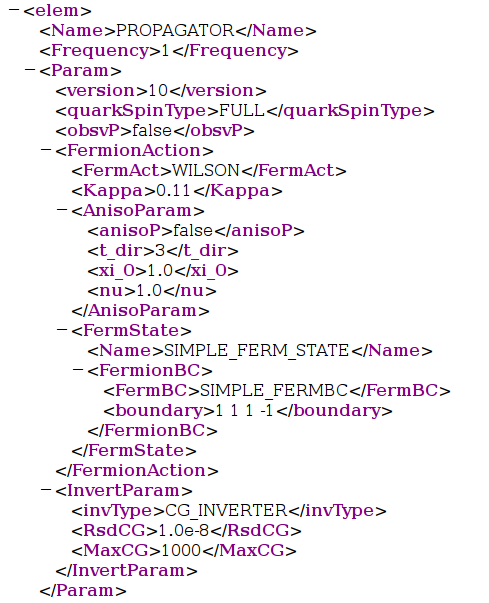 −<elem>
<Name>PROPAGATOR</Name>
<Frequency>1</Frequency>
−<Param>
<version>10</version>
<quarkSpinType>FULL</quarkSpinType>
<obsvP>false</obsvP>
−<FermionAction>
<FermAct>WILSON</FermAct>
<Kappa>0.11</Kappa>
−<AnisoParam>
<anisoP>false</anisoP>
<t_dir>3</t_dir>
<xi_0>1.0</xi_0>
<nu>1.0</nu>
</AnisoParam>
−<FermState>
<Name>SIMPLE_FERM_STATE</Name>
−<FermionBC>
<FermBC>SIMPLE_FERMBC</FermBC>
<boundary>1 1 1 -1</boundary>
</FermionBC>
</FermState>
</FermionAction>
−<InvertParam>
<invType>CG_INVERTER</invType>
<RsdCG>1.0e-8</RsdCG>
<MaxCG>1000</MaxCG>
</InvertParam>
</Param>